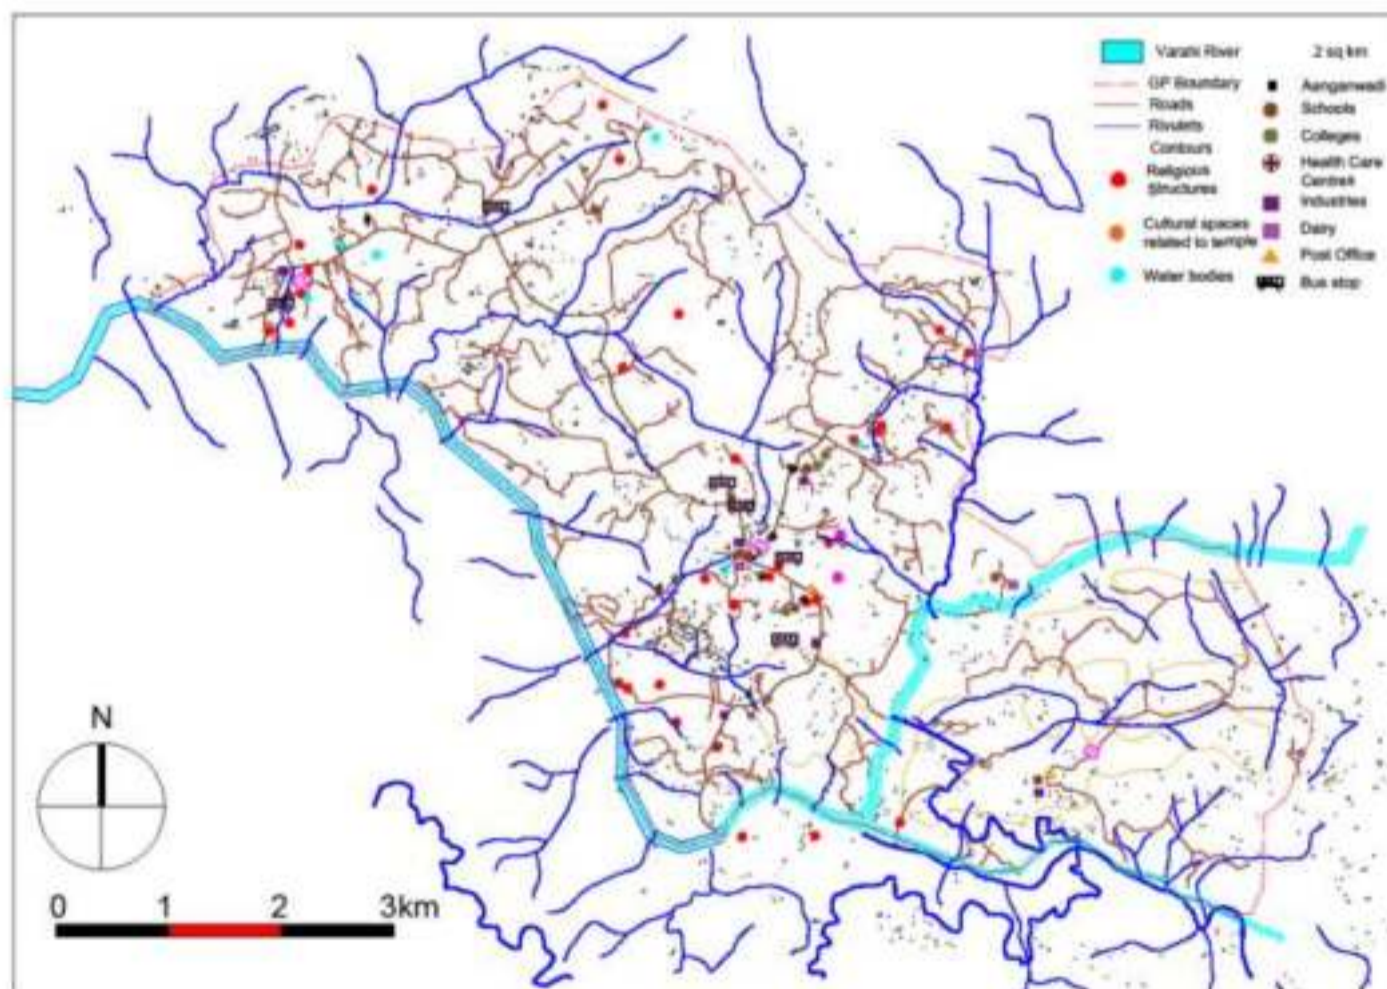 Varahi River
2 sq km
GP Boundary
Roads
Rivulets
Contours
Religious
Structures
Cultural spaces
related to temple
Water bodies
Aanganwadi
Schools
Colleges
Health Care
Centres
Industries
Dairy
Post Office
Bus stop
N
0 1 2 3km